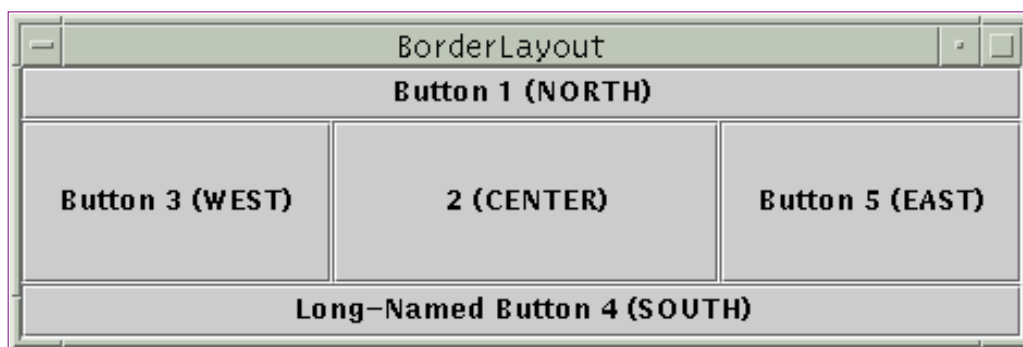 BorderLayout
Button 1 (NORTH)
Button 3 (WEST) 2 (CENTER) Button 5 (EAST)
Long-Named Button 4 (SOUTH)